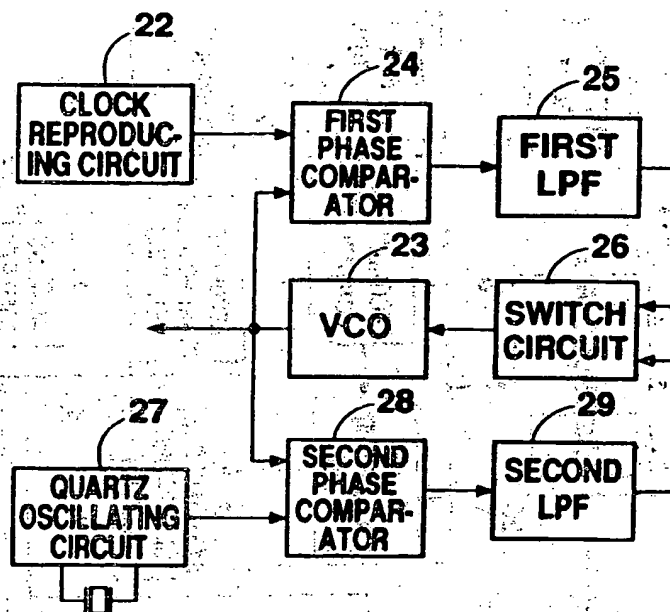 22
CLOCK
REPRODUC-
ING CIRCUIT
24
FIRST
PHASE
COMPAR-
ATOR
25
FIRST
LPF
23
VCO
26
SWITCH
CIRCUIT
27
QUARTZ
OSCILLATING
CIRCUIT
28
SECOND
PHASE
COMPAR-
ATOR
29
SECOND
LPF